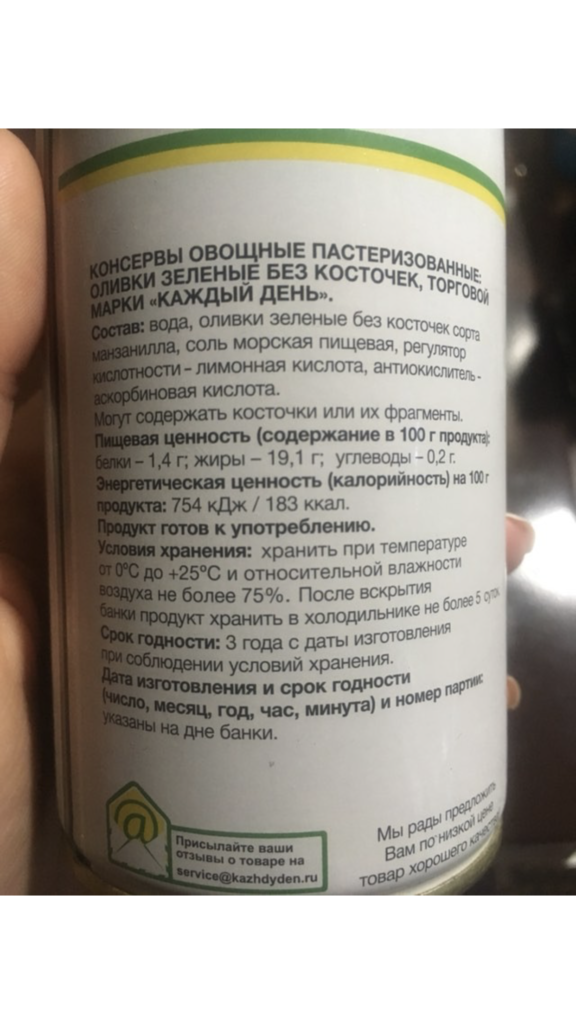 КОНСЕРВЫ ОВОЩНЫЕ ПАСТЕРИЗОВАННЫЕ:
ОЛИВКИ ЗЕЛЕНЫЕ БЕЗ КОСТОЧЕК, ТОРГОВОЙ
МАРКИ «КАЖДЫЙ ДЕНЬ».
Состав: вода, оливки зеленые без косточек сорта
манзанилла, соль морская пищевая, регулятор
кислотности – лимонная кислота, антиокислитель -
аскорбиновая кислота.
Могут содержать косточки или их фрагменты.
Пищевая ценность (содержание в 100 г продукта):
белки – 1,4 г; жиры – 19,1 г; углеводы – 0,2 г.
Энергетическая ценность (калорийность) на 100 г
продукта: 754 кДж / 183 ккал.
Продукт готов к употреблению.
Условия хранения: хранить при температуре
от 0°С до +25°С и относительной влажности
воздуха не более 75%. После вскрытия
банки продукт хранить в холодильнике не более 5 суток.
Срок годности: 3 года с даты изготовления
при соблюдении условий хранения.
Дата изготовления и срок годности
(число, месяц, год, час, минута) и номер партии:
указаны на дне банки.
@
Присылайте ваши
отзывы о товаре на
service@kazhdyden.ru
Мы рады предложить
Вам по низкой цене
товар хорошего качества